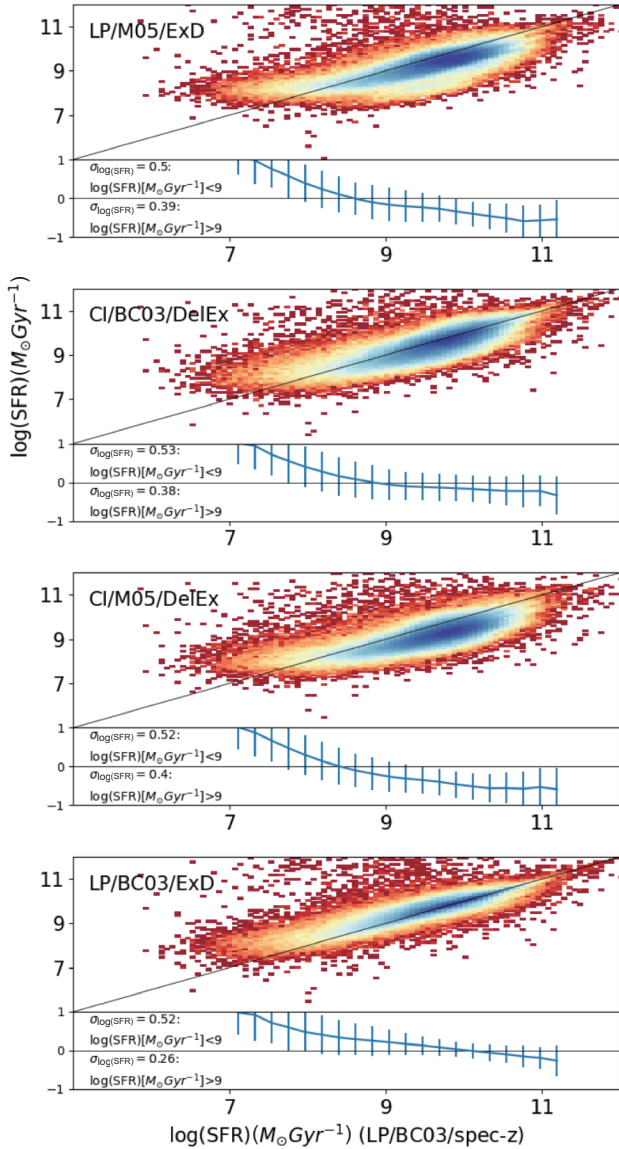 11
LP/M05/ExD
9
7
1
σlog(SFR) = 0.5:
log(SFR)[M⊙Gyr⁻¹]<9
0
σlog(SFR) = 0.39:
log(SFR)[M⊙Gyr⁻¹]>9
−1
7 9 11
log(SFR)(M⊙Gyr⁻¹)
11
CI/BC03/DelEx
9
7
1
σlog(SFR) = 0.53:
log(SFR)[M⊙Gyr⁻¹]<9
0
σlog(SFR) = 0.38:
log(SFR)[M⊙Gyr⁻¹]>9
−1
7 9 11
11
CI/M05/DelEx
9
7
1
σlog(SFR) = 0.52:
log(SFR)[M⊙Gyr⁻¹]<9
0
σlog(SFR) = 0.4:
log(SFR)[M⊙Gyr⁻¹]>9
−1
7 9 11
11
LP/BC03/ExD
9
7
1
σlog(SFR) = 0.52:
log(SFR)[M⊙Gyr⁻¹]<9
0
σlog(SFR) = 0.26:
log(SFR)[M⊙Gyr⁻¹]>9
−1
7 9 11
log(SFR)(M⊙Gyr⁻¹) (LP/BC03/spec-z)